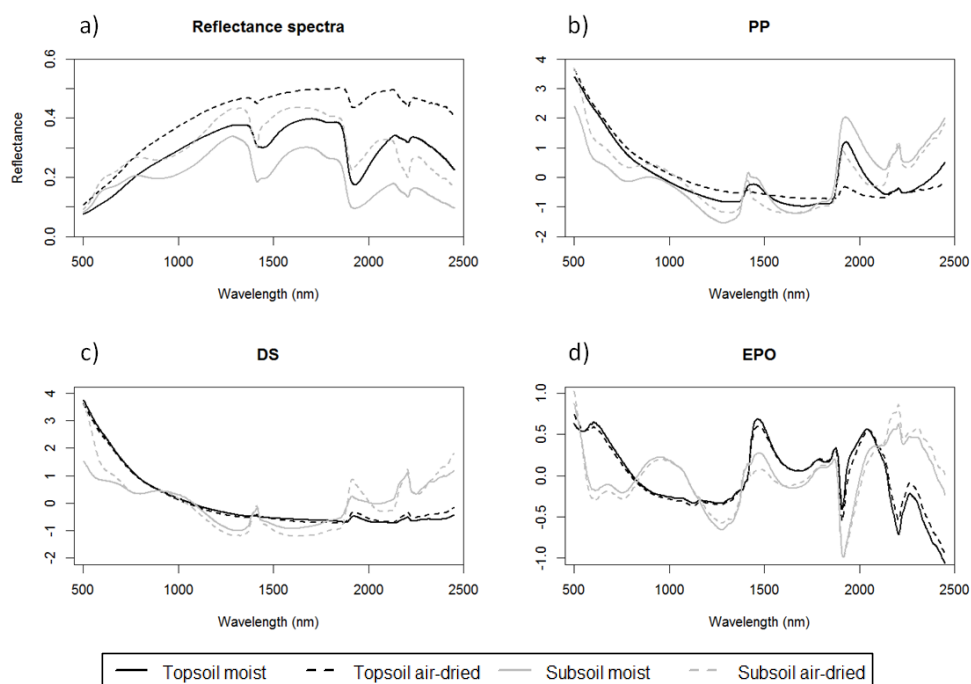 a) Reflectance spectra
Reflectance
0.6
0.4
0.2
0.0
500 1000 1500 2000 2500
Wavelength (nm)
b) PP
4
3
2
1
0
-1
-2
500 1000 1500 2000 2500
Wavelength (nm)
c) DS
4
3
2
1
0
-1
-2
500 1000 1500 2000 2500
Wavelength (nm)
d) EPO
1.0
0.5
0.0
-0.5
-1.0
500 1000 1500 2000 2500
Wavelength (nm)
Topsoil moist Topsoil air-dried Subsoil moist Subsoil air-dried